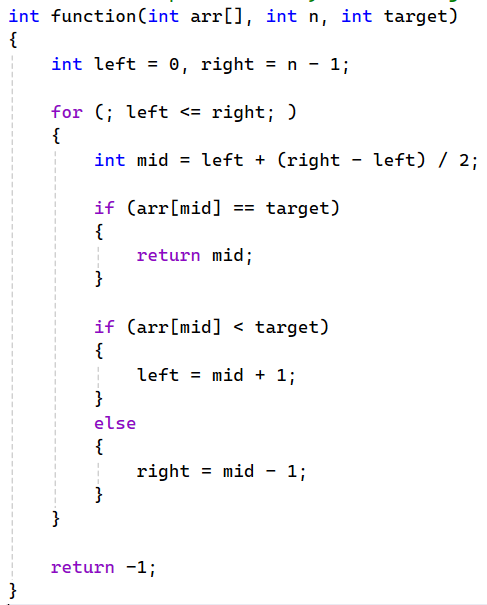 int function(int arr[], int n, int target)
{
    int left = 0, right = n - 1;

    for (; left <= right; )
    {
        int mid = left + (right - left) / 2;

        if (arr[mid] == target)
        {
            return mid;
        }

        if (arr[mid] < target)
        {
            left = mid + 1;
        }
        else
        {
            right = mid - 1;
        }
    }

    return -1;
}